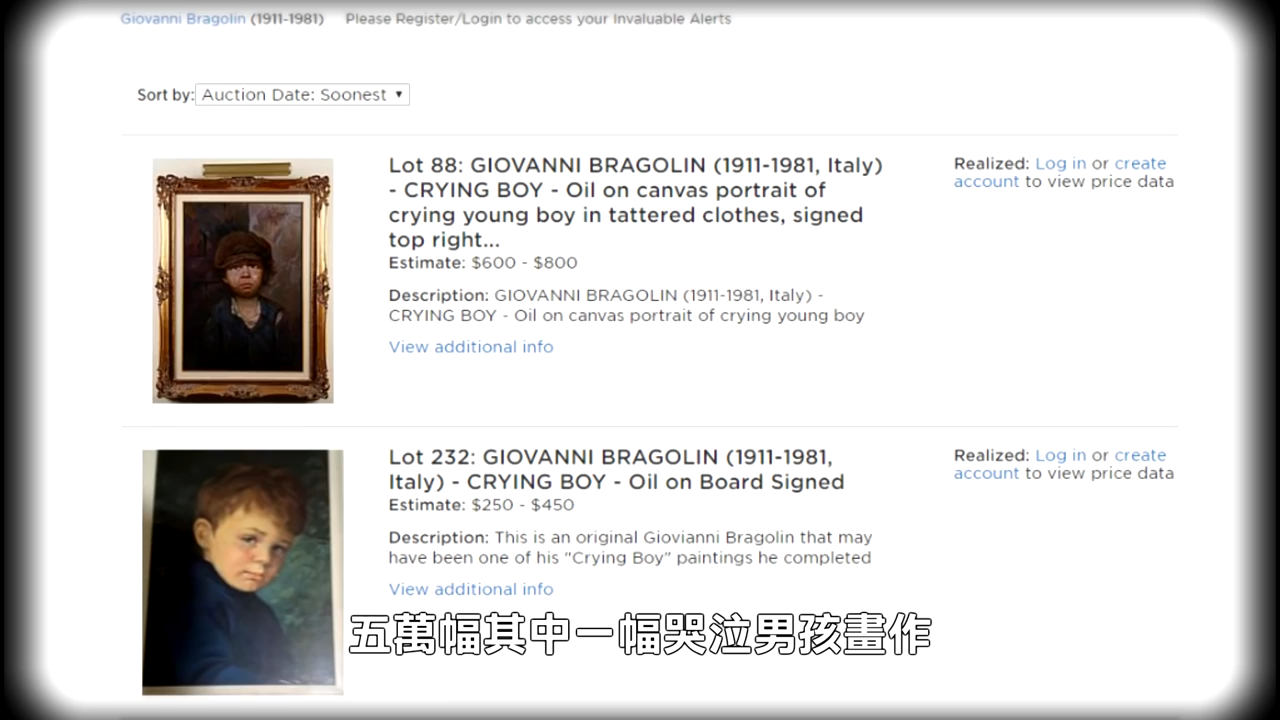 Giovanni Bragolin (1911-1981) Please Register/Login to access your Invaluable Alerts
Sort by: Auction Date: Soonest ▼
Lot 88: GIOVANNI BRAGOLIN (1911-1981, Italy)
- CRYING BOY - Oil on canvas portrait of
crying young boy in tattered clothes, signed
top right...
Estimate: $600 - $800
Description: GIOVANNI BRAGOLIN (1911-1981, Italy) -
CRYING BOY - Oil on canvas portrait of crying young boy
View additional info
Realized: Log in or create
account to view price data
Lot 232: GIOVANNI BRAGOLIN (1911-1981,
Italy) - CRYING BOY - Oil on Board Signed
Estimate: $250 - $450
Description: This is an original Giovianni Bragolin that may
have been one of his "Crying Boy" paintings he completed
View additional info
Realized: Log in or create
account to view price data
五萬幅其中一幅哭泣男孩畫作